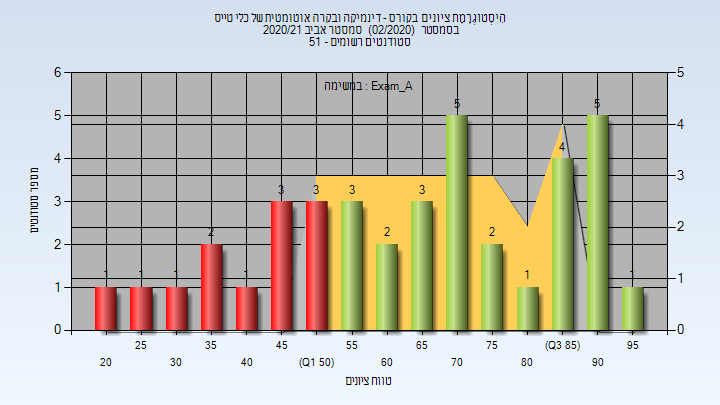 הִיסְטוֹגְרָמַת ציונים בקורס - דינמיקה ובקרה אוטומטית של כלי טייס
בסמסטר (02/2020) סמסטר אביב 2020/21
סטודנטים רשומים - 51
במשימה : Exam_A
6 5 4 3 2 1 0
מספר סטודנטים
5 4 3 2 1 0
1 1 1 2 1 3 3 3 2 3 5 2 1 4 5 1
25 35 45 55 65 75 (Q3 85) 95
20 30 40 (Q1 50) 60 70 80 90
טווח ציונים